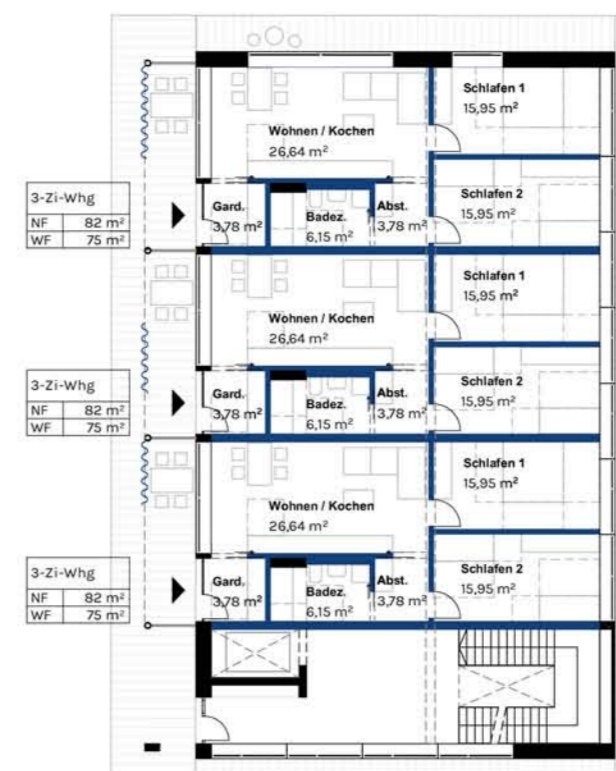 Schlafen 1
15,95 m²
Wohnen / Kochen
26,64 m²
3-Zi-Whg
NF 82 m²
WF 75 m²
Gard.
3,78 m²
Badez.
6,15 m²
Abst.
3,78 m²
Schlafen 2
15,95 m²
Schlafen 1
15,95 m²
Wohnen / Kochen
26,64 m²
3-Zi-Whg
NF 82 m²
WF 75 m²
Gard.
3,78 m²
Badez.
6,15 m²
Abst.
3,78 m²
Schlafen 2
15,95 m²
Schlafen 1
15,95 m²
Wohnen / Kochen
26,64 m²
3-Zi-Whg
NF 82 m²
WF 75 m²
Gard.
3,78 m²
Badez.
6,15 m²
Abst.
3,78 m²
Schlafen 2
15,95 m²